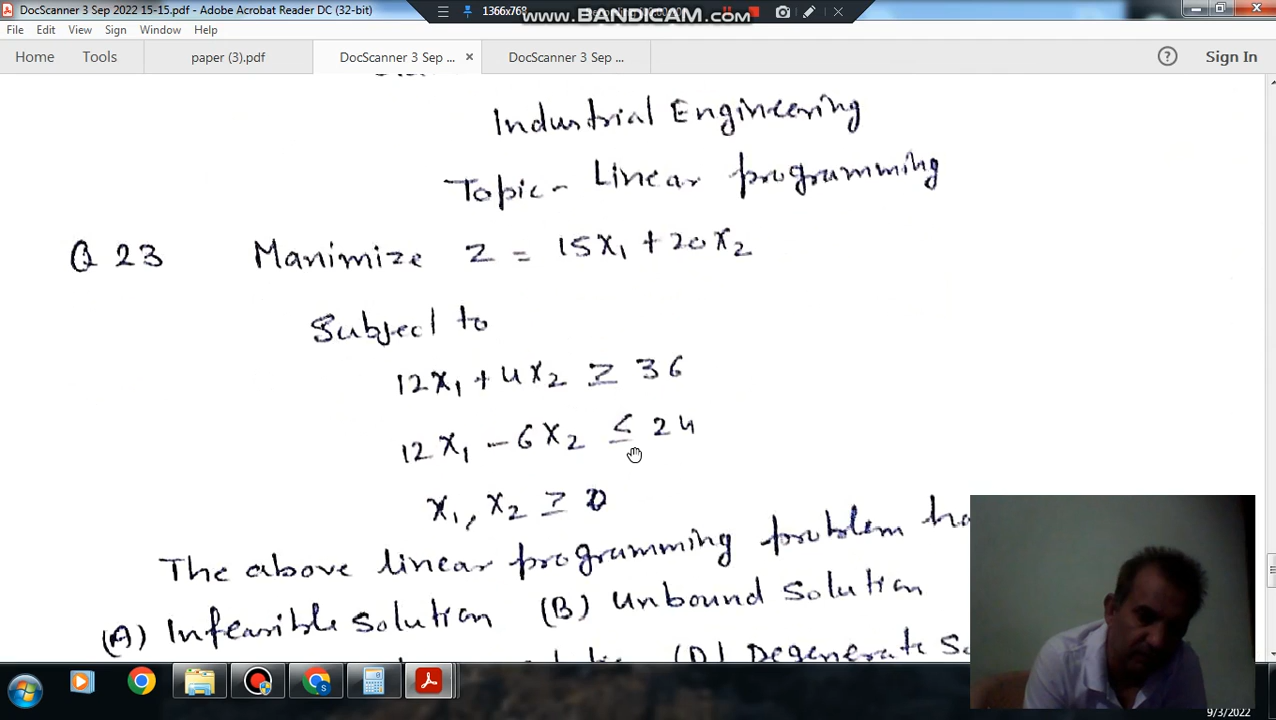 DocScanner 3 Sep 2022 15-15.pdf - Adobe Acrobat Reader DC (32-bit)
1366x768
www.BANDICAM.com
File Edit View Sign Window Help
Home Tools paper (3).pdf DocScanner 3 Sep ... × DocScanner 3 Sep ... ? Sign In
Industrial Engineering
Topic - Linear programming
Q 23 Manimize Z = 15x₁ + 20x₂
Subject to
12x₁ + 4x₂ ≥ 36
12x₁ - 6x₂ ≤ 24
x₁, x₂ ≥ 0
The above linear programming problem
(A) Infeasible solution (B) Unbound solution
(D) Degenerate
9/3/2022